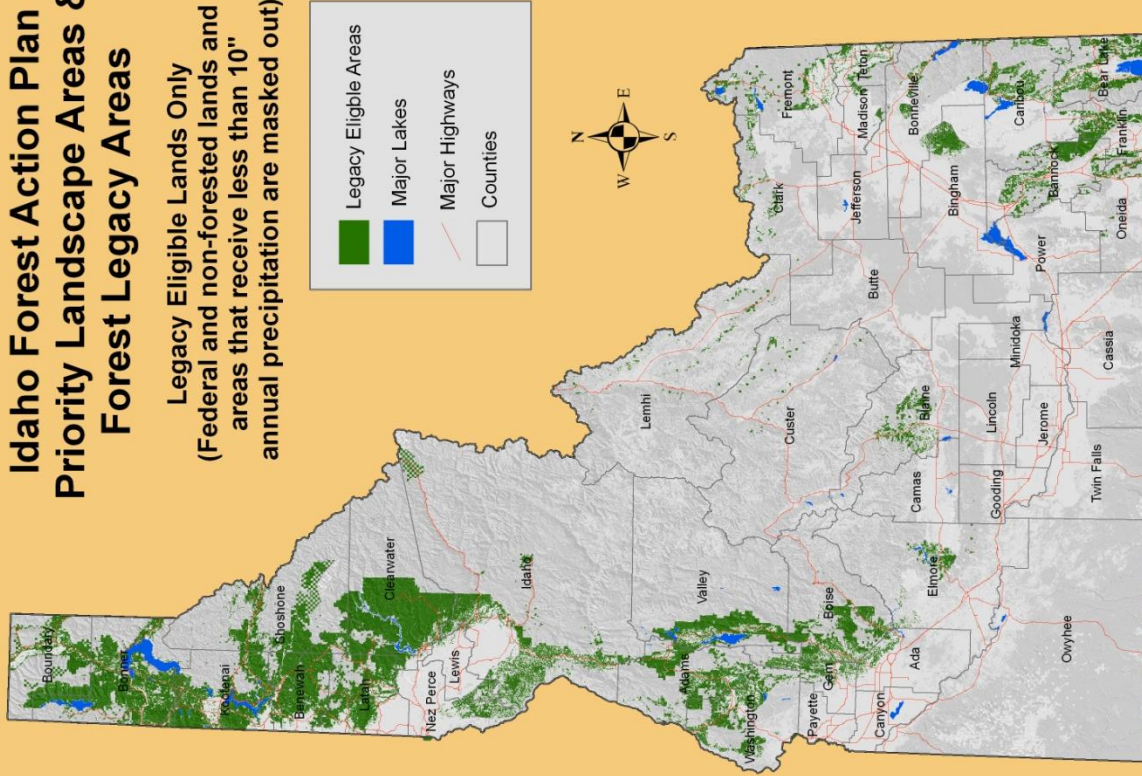 Idaho Forest Action Plan
Priority Landscape Areas &
Forest Legacy Areas
Legacy Eligible Lands Only
(Federal and non-forested lands and
areas that receive less than 10"
annual precipitation are masked out)
Legacy Eligble Areas
Major Lakes
Major Highways
Counties
N
W
E
S
Boundary
Bonner
Kootenai
Shoshone
Benewah
Latah
Clearwater
Nez Perce
Lewis
Idaho
Lemhi
Adams
Valley
Washington
Custer
Clark
Fremont
Payette
Gem
Boise
Butte
Jefferson
Madison
Teton
Canyon
Ada
Elmore
Camas
Blaine
Bingham
Bonneville
Gooding
Lincoln
Minidoka
Power
Bannock
Caribou
Owyhee
Twin Falls
Jerome
Cassia
Oneida
Franklin
Bear Lake